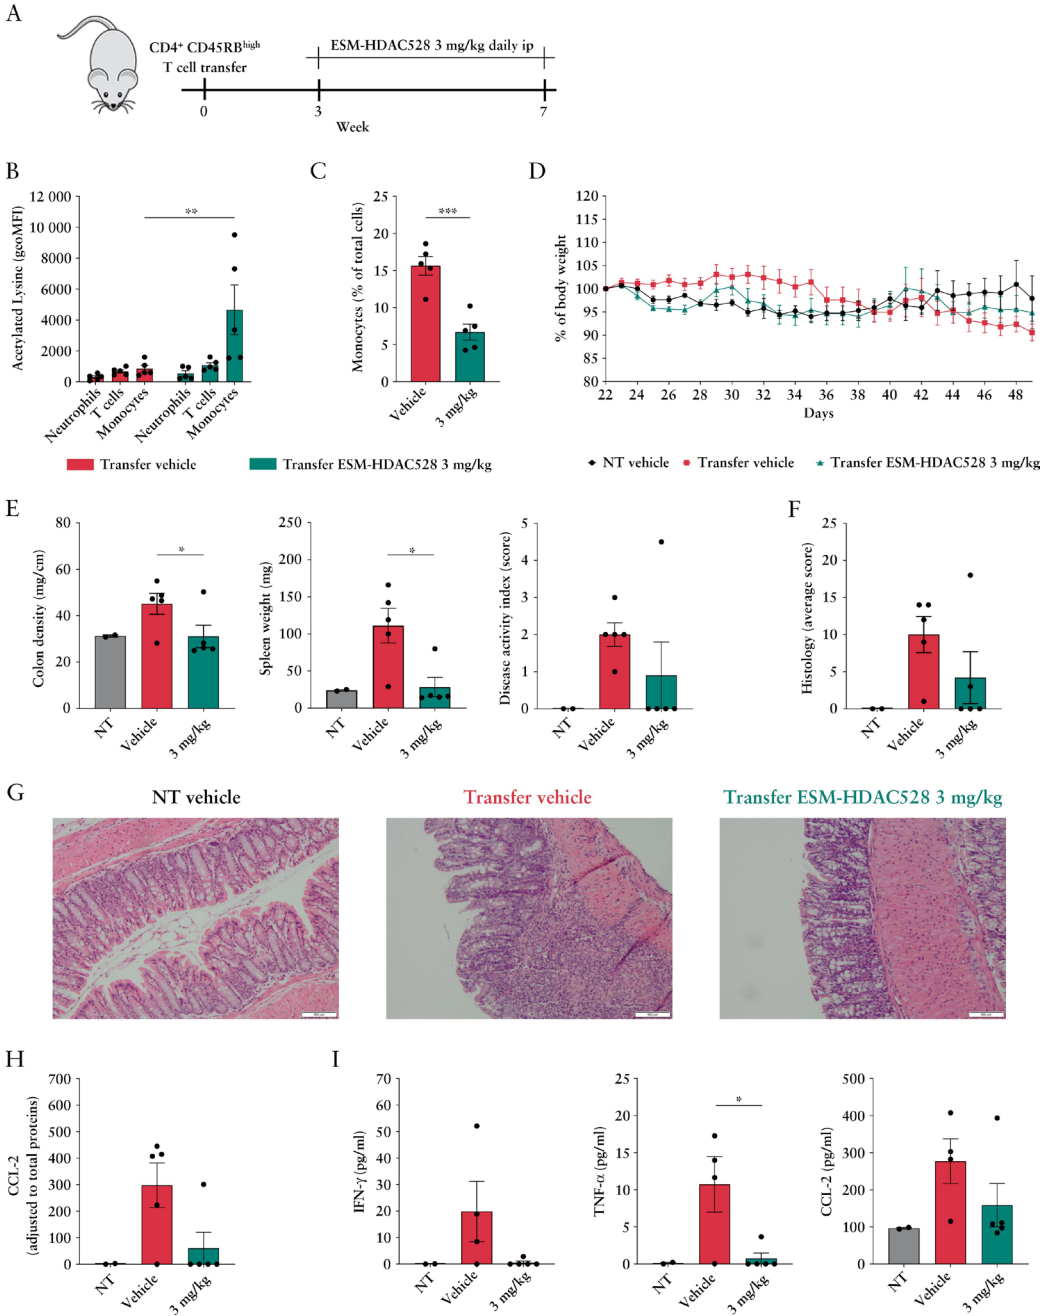 A
CD4+ CD45RBhigh
T cell transfer
ESM-HDAC528 3 mg/kg daily ip
0
3
7
Week
B
Acetylated Lysine (geoMFI)
12 000
10 000
8000
6000
4000
2000
0
Neutrophils
T cells
Monocytes
Neutrophils
T cells
Monocytes
**
C
Monocytes (% of total cells)
25
20
15
10
5
0
***
Vehicle
3 mg/kg
D
% of body weight
120
115
110
105
100
95
90
85
80
22 24 26 28 30 32 34 36 38 40 42 44 46 48
Days
Transfer vehicle
Transfer ESM-HDAC528 3 mg/kg
NT vehicle
Transfer vehicle
Transfer ESM-HDAC528 3 mg/kg
E
Colon density (mg/cm)
80
60
40
20
0
*
NT
Vehicle
3 mg/kg
Spleen weight (mg)
250
200
150
100
50
0
*
NT
Vehicle
3 mg/kg
Disease activity index (score)
5
4
3
2
1
0
NT
Vehicle
3 mg/kg
F
Histology (average score)
25
20
15
10
5
0
NT
Vehicle
3 mg/kg
G
NT vehicle
Transfer vehicle
Transfer ESM-HDAC528 3 mg/kg
H
CCL-2
(adjusted to total proteins)
700
600
500
400
300
200
100
0
NT
Vehicle
3 mg/kg
I
IFN-γ (pg/ml)
70
60
50
40
30
20
10
0
NT
Vehicle
3 mg/kg
TNF-α (pg/ml)
25
20
15
10
5
0
*
NT
Vehicle
3 mg/kg
CCL-2 (pg/ml)
500
400
300
200
100
0
NT
Vehicle
3 mg/kg